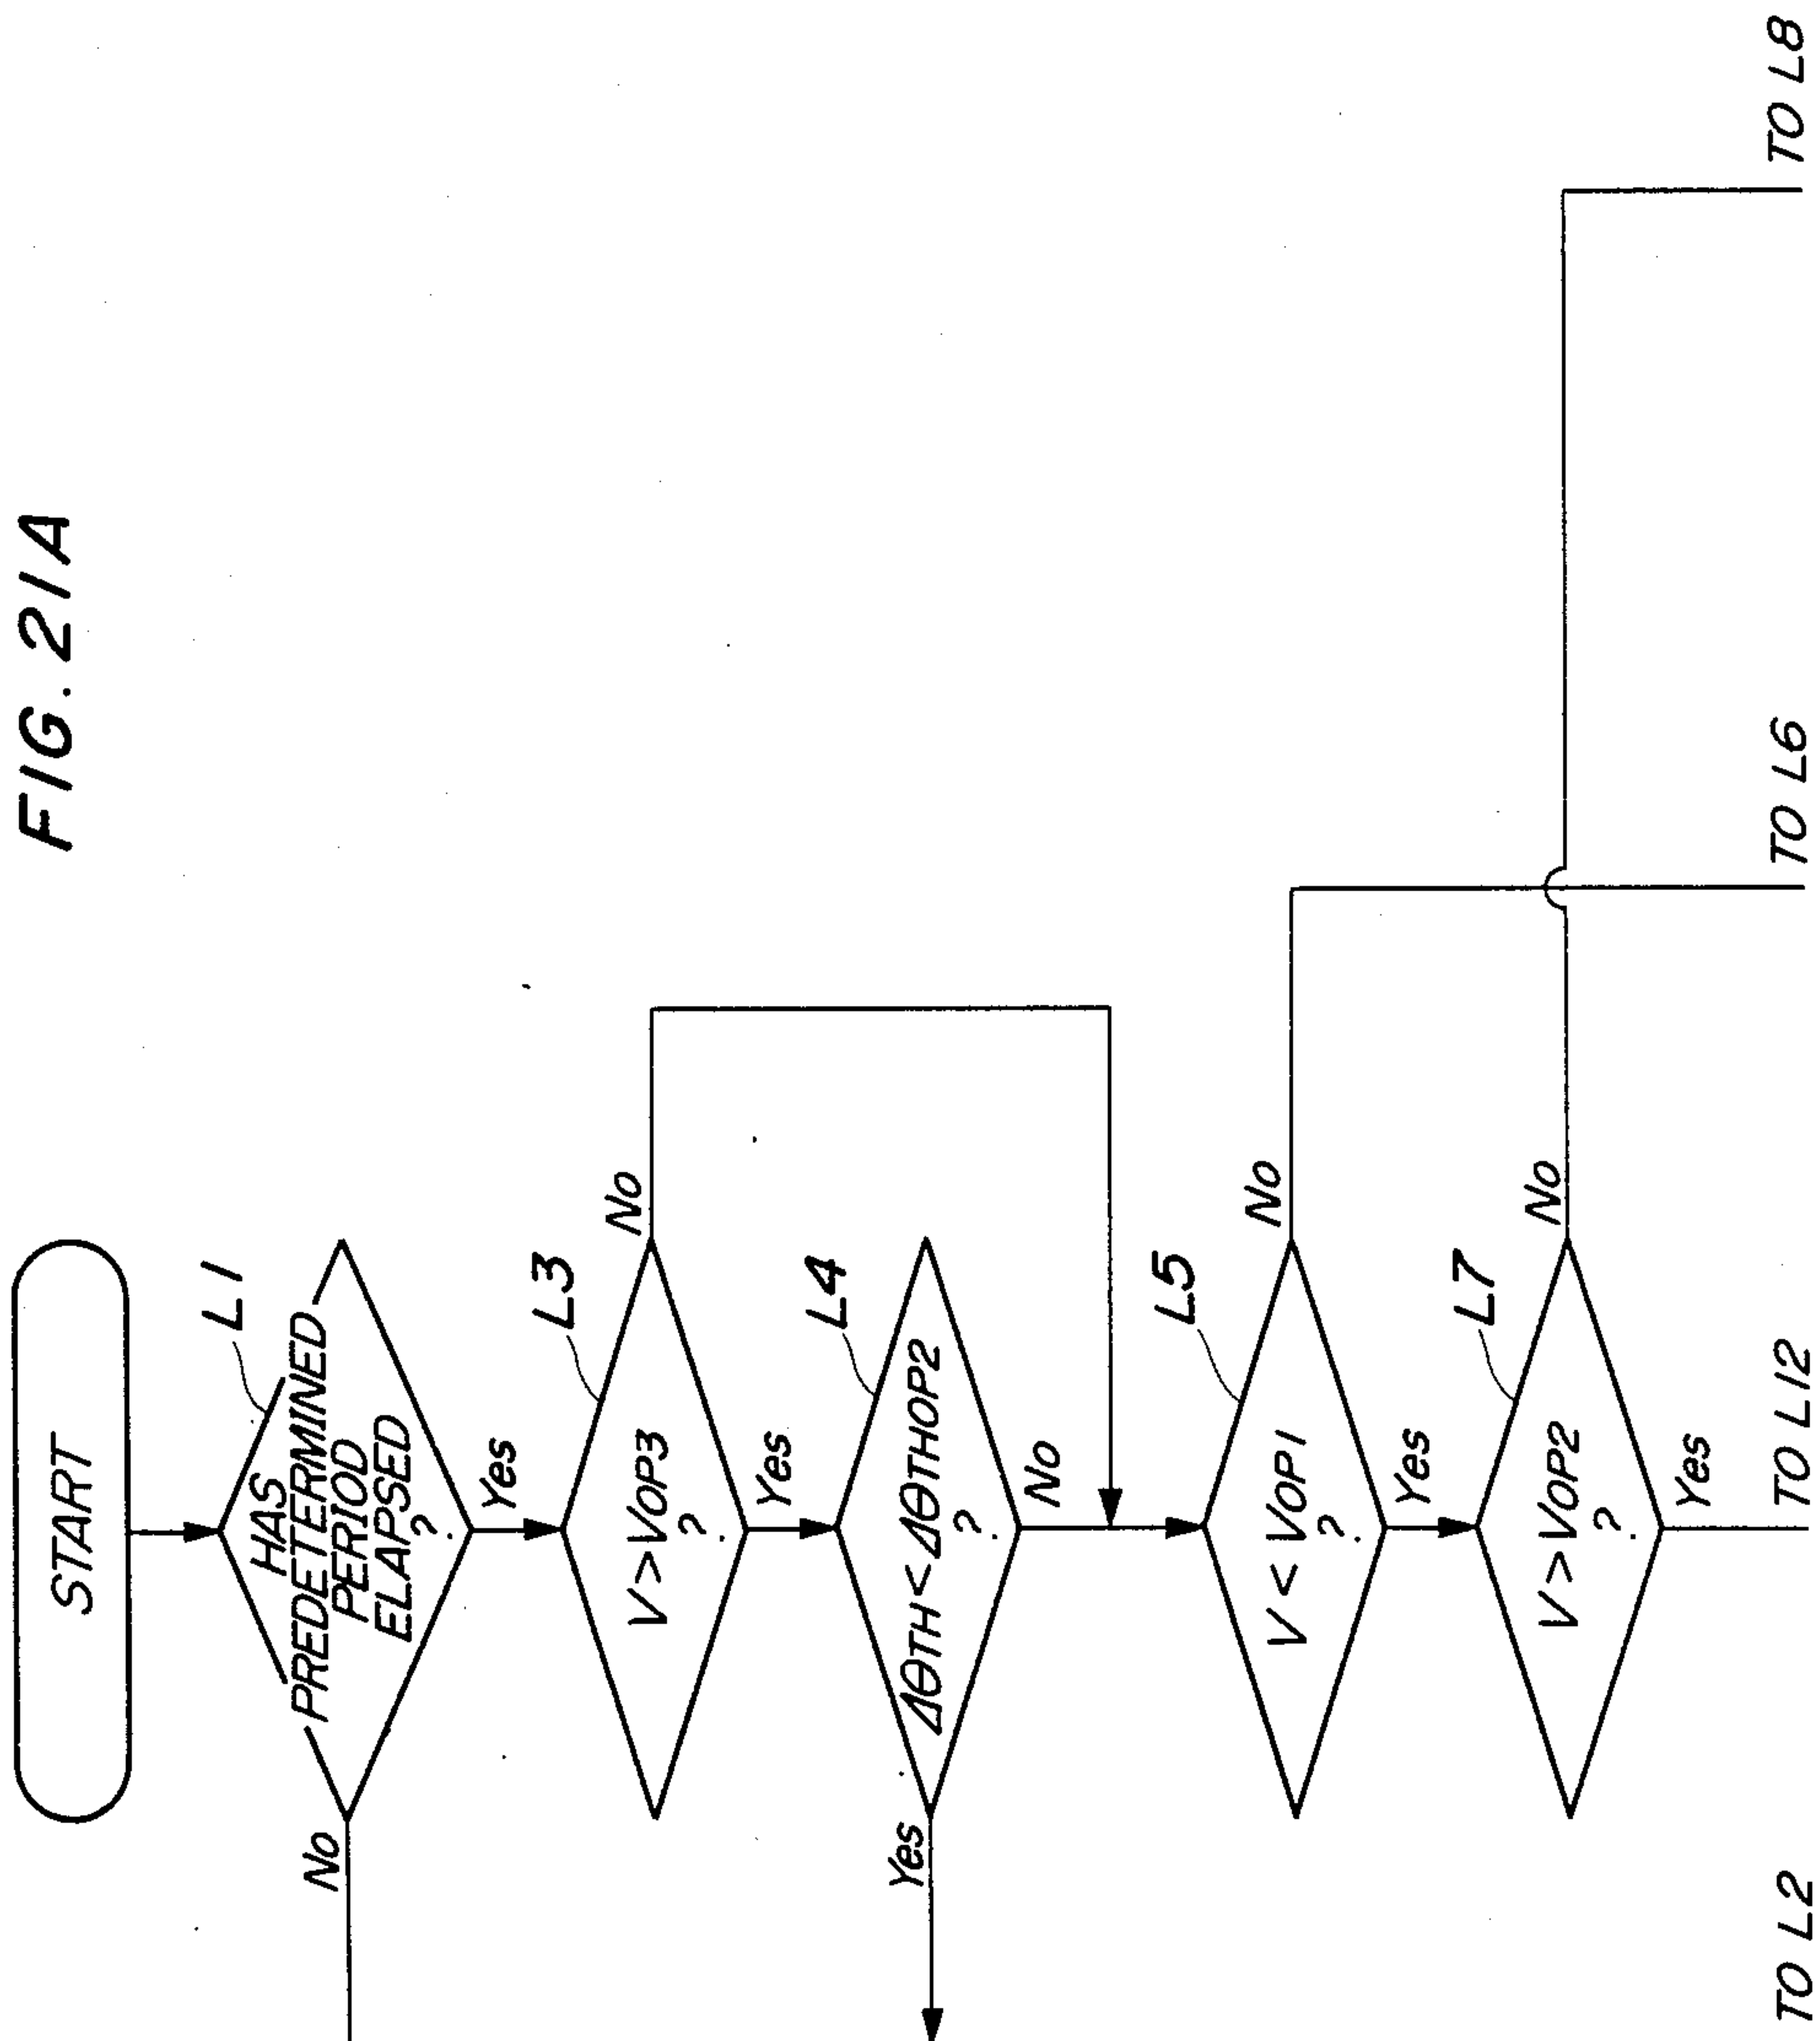 FIG. 21A
START
L1
HAS
PREDETERMINED
PERIOD
ELAPSED
?
No
Yes
L3
V>VOP3
?
No
Yes
L4
ΔθTH<ΔθTHOP2
?
Yes
No
L5
V<VOP1
?
No
Yes
L7
V>VOP2
?
No
Yes
TO L2
TO L12
TO L6
TO L8